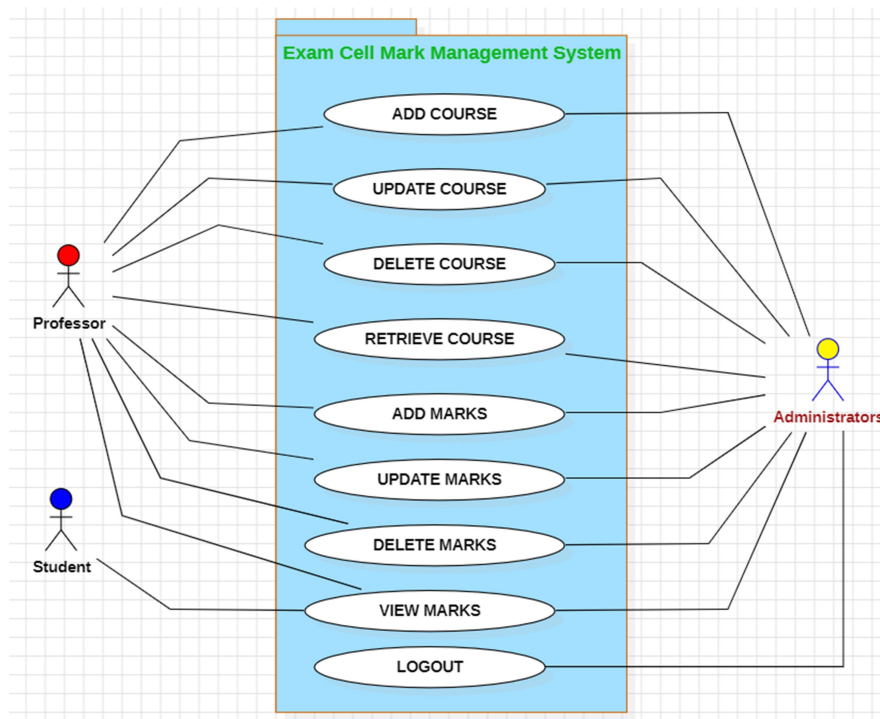 Exam Cell Mark Management System
ADD COURSE
UPDATE COURSE
DELETE COURSE
Professor
RETRIEVE COURSE
ADD MARKS
Administrators
UPDATE MARKS
DELETE MARKS
Student
VIEW MARKS
LOGOUT